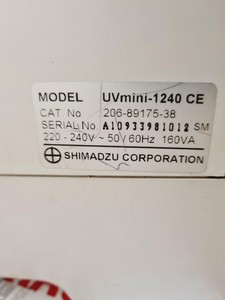 MODEL UVmini-1240 CE
CAT. No 206-89175-38
SERIAL No A10933981012 SM
220 - 240V ~ 50/60Hz 160VA
SHIMADZU CORPORATION